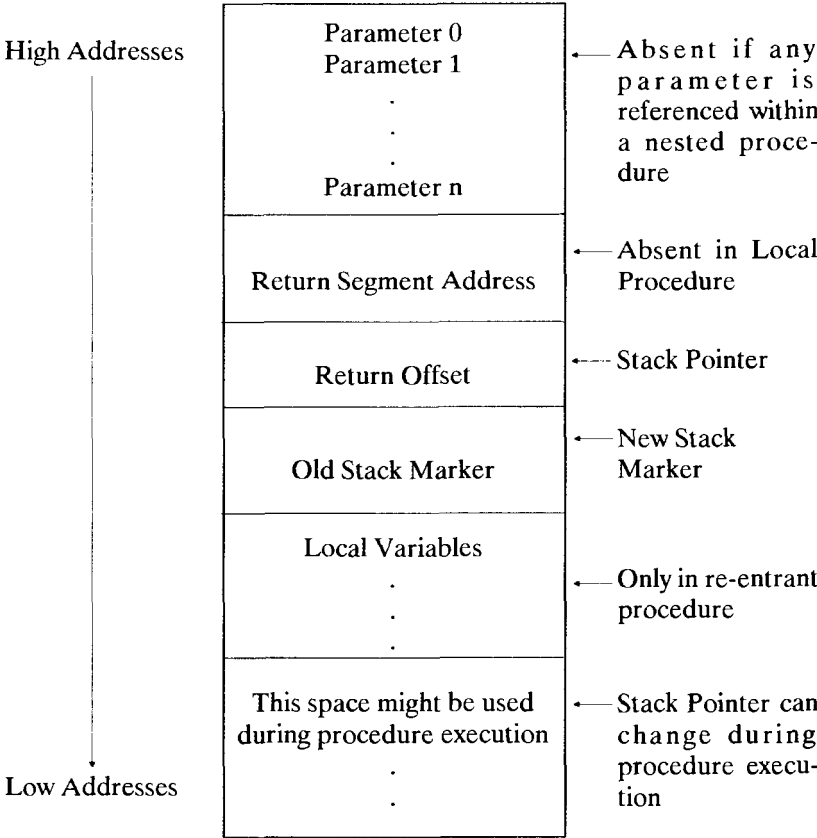 High Addresses
Low Addresses
Parameter 0
Parameter 1
.
.
.
Parameter n
Return Segment Address
Return Offset
Old Stack Marker
Local Variables
.
.
.
This space might be used
during procedure execution
.
.
Absent if any
parameter is
referenced within
a nested proce-
dure
Absent in Local
Procedure
Stack Pointer
New Stack
Marker
Only in re-entrant
procedure
Stack Pointer can
change during
procedure execu-
tion